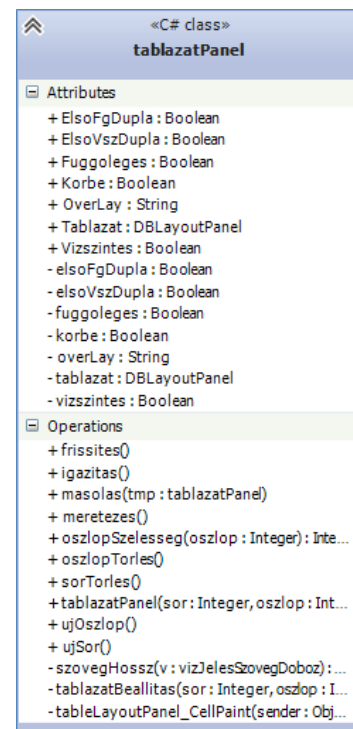 «C# class»
tablazatPanel
Attributes
+ ElsoFgDupla : Boolean
+ ElsoVszDupla : Boolean
+ Fuggoleges : Boolean
+ Korbe : Boolean
+ OverLay : String
+ Tablazat : DBLayoutPanel
+ Vizszintes : Boolean
- elsoFgDupla : Boolean
- elsoVszDupla : Boolean
- fuggoleges : Boolean
- korbe : Boolean
- overLay : String
- tablazat : DBLayoutPanel
- vizszintes : Boolean
Operations
+ frissites()
+ igazitas()
+ masolas(tmp : tablazatPanel)
+ meretezes()
+ oszlopSzelesseg(oszlop : Integer) : Inte...
+ oszlopTorles()
+ sorTorles()
+ tablazatPanel(sor : Integer, oszlop : Int...
+ ujOszlop()
+ ujSor()
- szovegHossz(v : vizJelesSzovegDoboz) : ...
- tablazatBeallitas(sor : Integer, oszlop : I...
- tableLayoutPanel_CellPaint(sender : Obj...